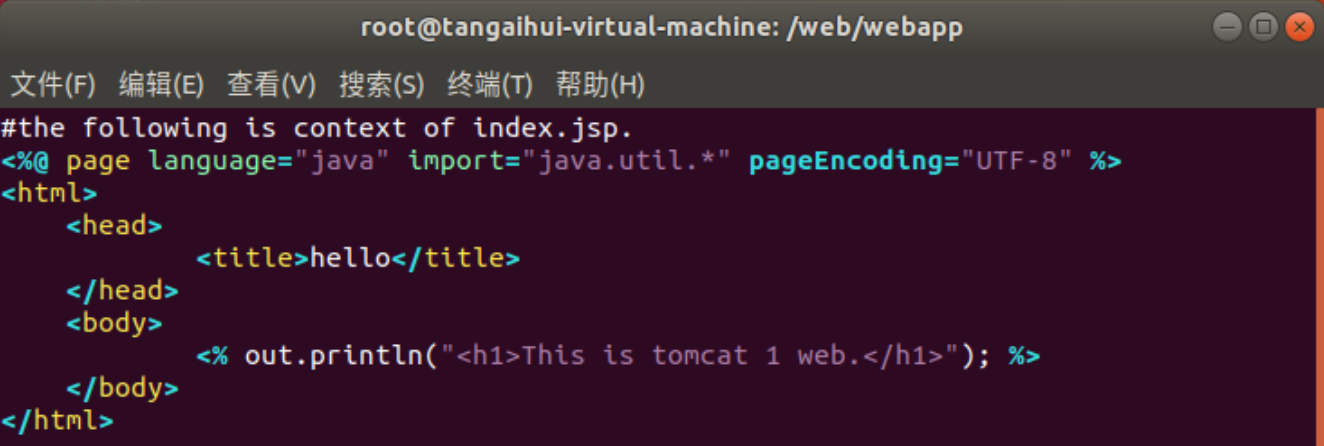 root@tangaihui-virtual-machine: /web/webapp
文件(F) 编辑(E) 查看(V) 搜索(S) 终端(T) 帮助(H)
#the following is context of index.jsp.
<%@ page language="java" import="java.util.*" pageEncoding="UTF-8" %>
<html>
    <head>
            <title>hello</title>
    </head>
    <body>
            <% out.println("<h1>This is tomcat 1 web.</h1>"); %>
    </body>
</html>